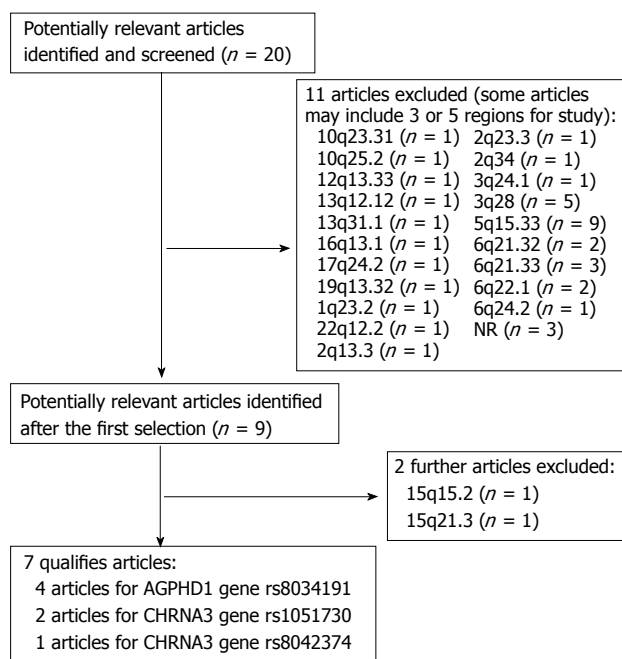 Potentially relevant articles
identified and screened (n = 20)
11 articles excluded (some articles
may include 3 or 5 regions for study):
10q23.31 (n = 1) 2q23.3 (n = 1)
10q25.2 (n = 1) 2q34 (n = 1)
12q13.33 (n = 1) 3q24.1 (n = 1)
13q12.12 (n = 1) 3q28 (n = 5)
13q31.1 (n = 1) 5q15.33 (n = 9)
16q13.1 (n = 1) 6q21.32 (n = 2)
17q24.2 (n = 1) 6q21.33 (n = 3)
19q13.32 (n = 1) 6q22.1 (n = 2)
1q23.2 (n = 1) 6q24.2 (n = 1)
22q12.2 (n = 1) NR (n = 3)
2q13.3 (n = 1)
Potentially relevant articles identified
after the first selection (n = 9)
2 further articles excluded:
15q15.2 (n = 1)
15q21.3 (n = 1)
7 qualifies articles:
4 articles for AGPHD1 gene rs8034191
2 articles for CHRNA3 gene rs1051730
1 articles for CHRNA3 gene rs8042374